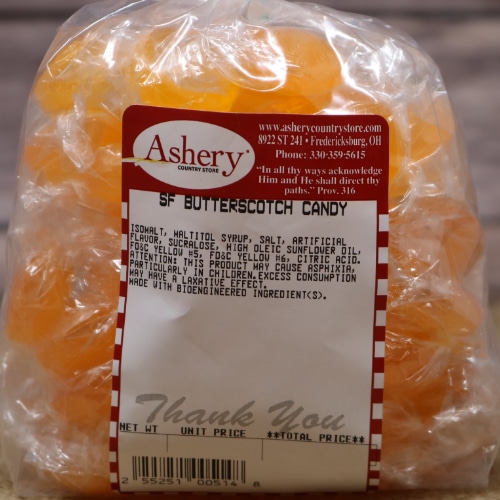 Ashery
COUNTRY STORE
www.asherycountrystore.com
8922 ST 241 • Fredericksburg, OH
Phone: 330-359-5615
"In all thy ways acknowledge
Him and He shall direct thy
paths." Prov. 316
SF BUTTERSCOTCH CANDY
ISOMALT, MALTITOL SYRUP, SALT, ARTIFICIAL
FLAVOR, SUCRALOSE, HIGH OLEIC SUNFLOWER OIL,
FD&C YELLOW #5, FD&C YELLOW #6, CITRIC ACID.
ATTENTION: THIS PRODUCT MAY CAUSE ASPHIXIA,
PARTICULARLY IN CHILDREN.EXCESS CONSUMPTION
MAY HAVE A LAXATIVE EFFECT.
MADE WITH BIOENGINEERED INGREDIENT(S).
Thank You
NET WT UNIT PRICE **TOTAL PRICE**
2 55251 00514 8